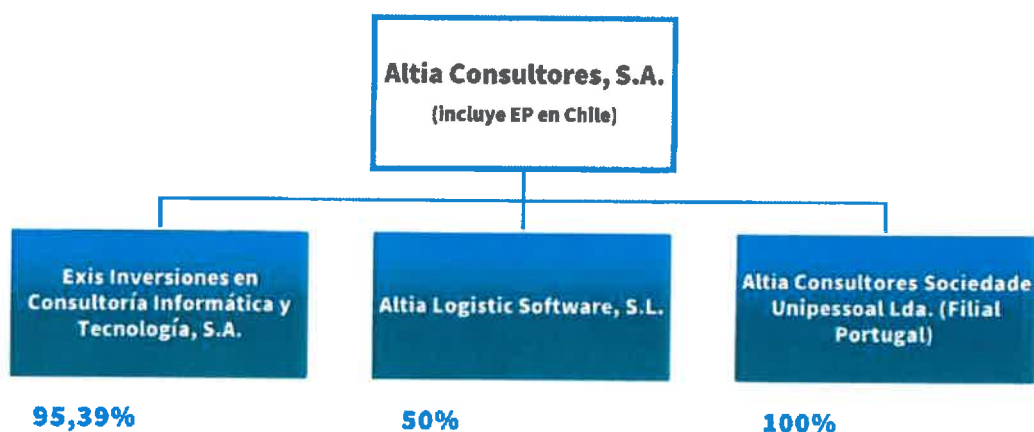 Altia Consultores, S.A.
(incluye EP en Chile)
Exis Inversiones en
Consultoría Informática y
Tecnología, S.A.
Altia Logistic Software, S.L.
Altia Consultores Sociedade
Unipessoal Lda. (Filial
Portugal)
95,39%
50%
100%